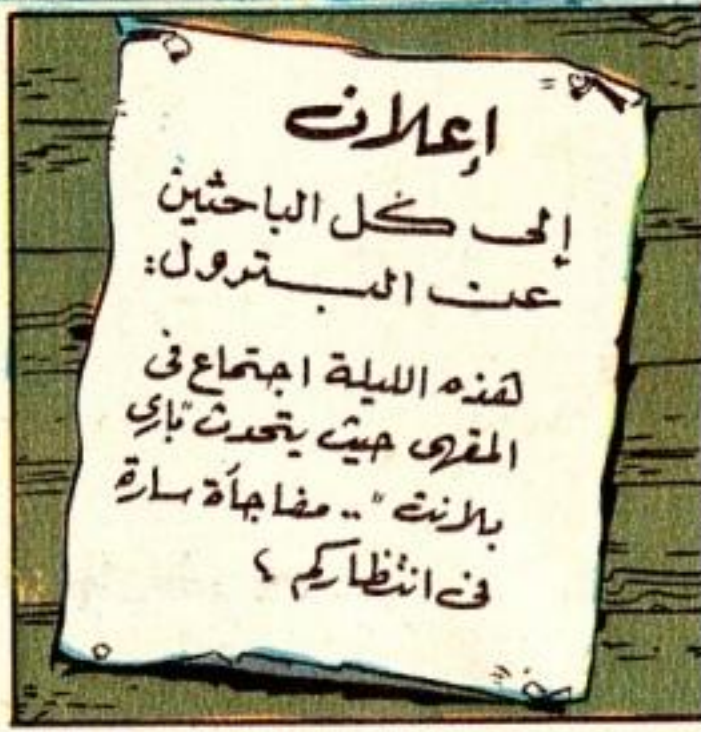 إعلان
إلى كل الباحثين
عن البترول:
هذه الليلة اجتماع فى
المقهى حيث يتحدث "بارى
بلانت".. مفاجأة سارة
فى انتظاركم !